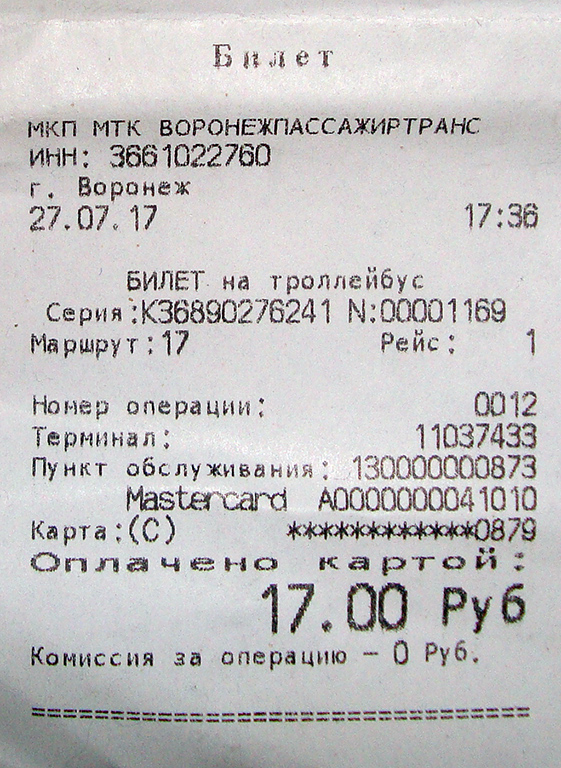 Билет
МКП МТК ВОРОНЕЖПАССАЖИРТРАНС
ИНН: 3661022760
г. Воронеж
27.07.17 17:36
БИЛЕТ на троллейбус
Серия:К36890276241 N:00001169
Маршрут:17 Рейс: 1
Номер операции: 0012
Терминал: 11037433
Пункт обслуживания: 130000000873
Mastercard A0000000041010
Карта:(C) ************0879
Оплачено картой:
17.00 Руб
Комиссия за операцию - 0 Руб.
================================